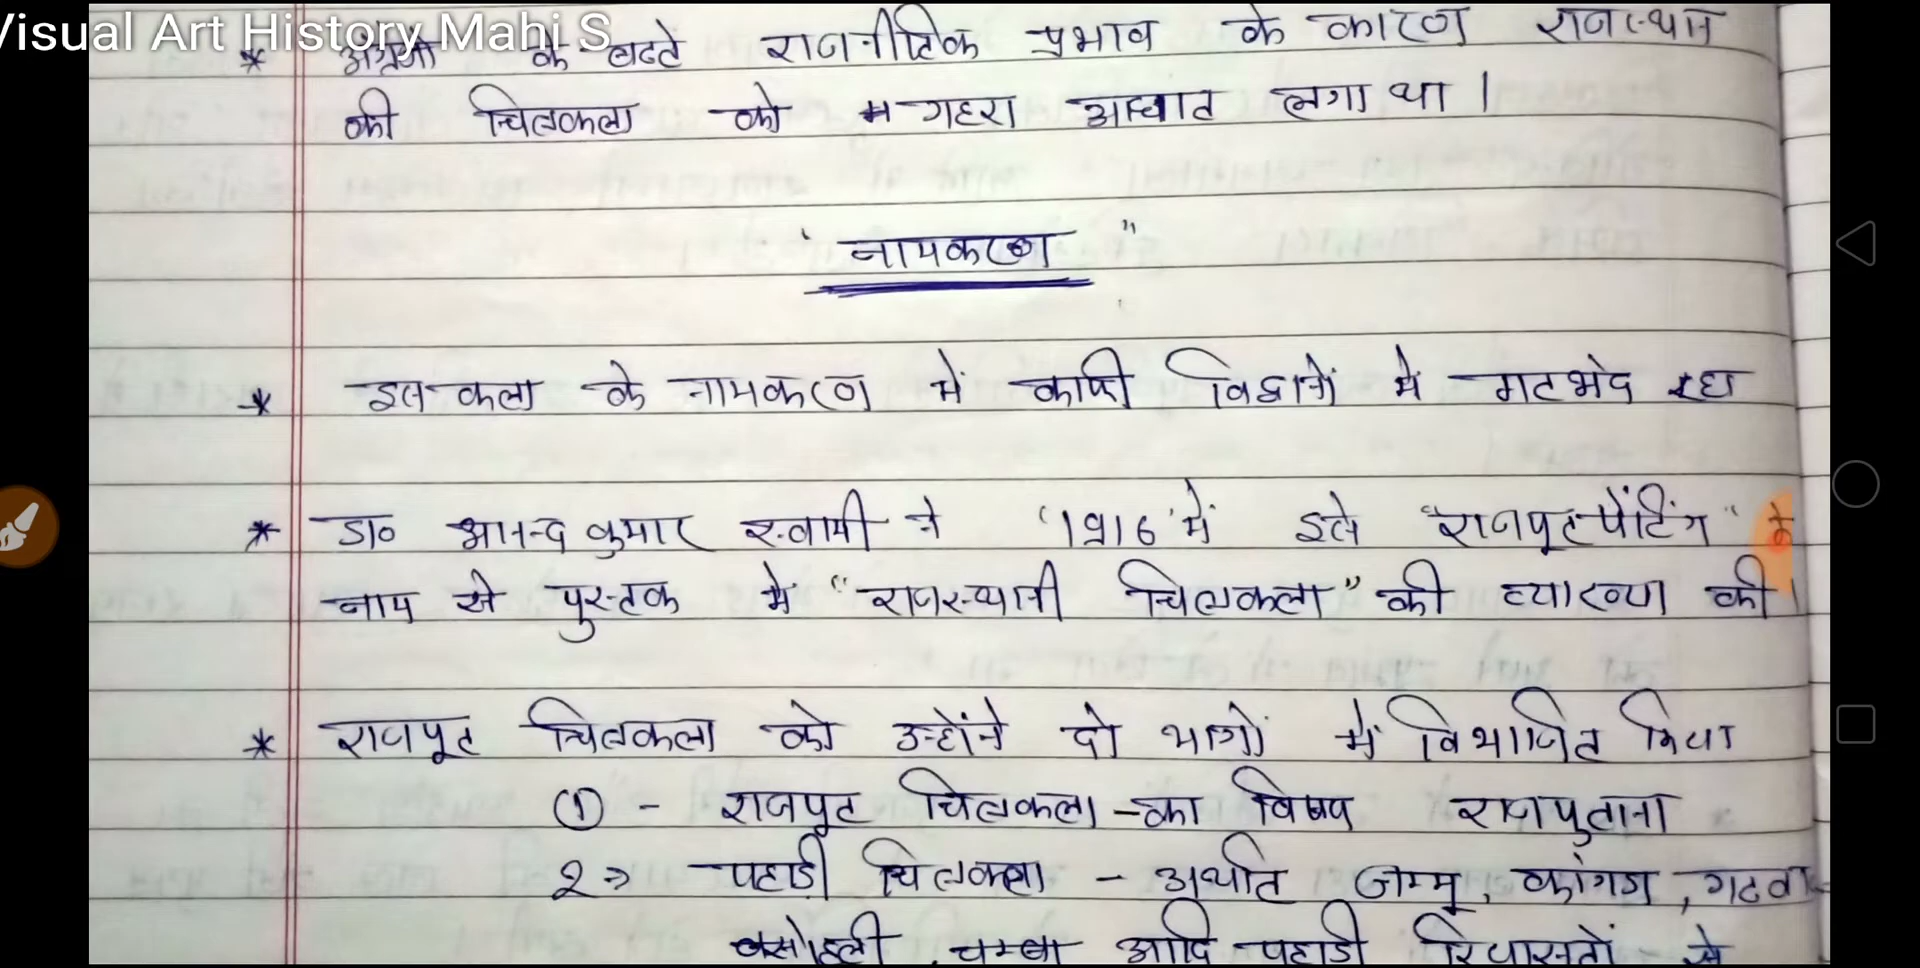 Visual Art History Mahi S
* अंग्रेजो के बढते राजनीतिक प्रभाव के कारण राजस्थान
की चित्रकला को गहरा आघात लगा था।
" नामकरण "
* इस कला के नामकरण में काफी विद्वानों मे मतभेद रहा
* डा० आनन्द कुमार स्वामी ने '1916' में इसे "राजपूत पेंटिंग" के
नाम से पुस्तक मे "राजस्थानी चित्रकला" की व्याख्या की।
* राजपूत चित्रकला को उन्होंने दो भागों में विभाजित किया
① - राजपूत चित्रकला - का विषय राजपुताना
2 ⇒ पहाडी चित्रकला - अर्थात जम्मू, कांगडा, गढवा
बसोहली, चम्बा आदि पहाडी रियासतों से